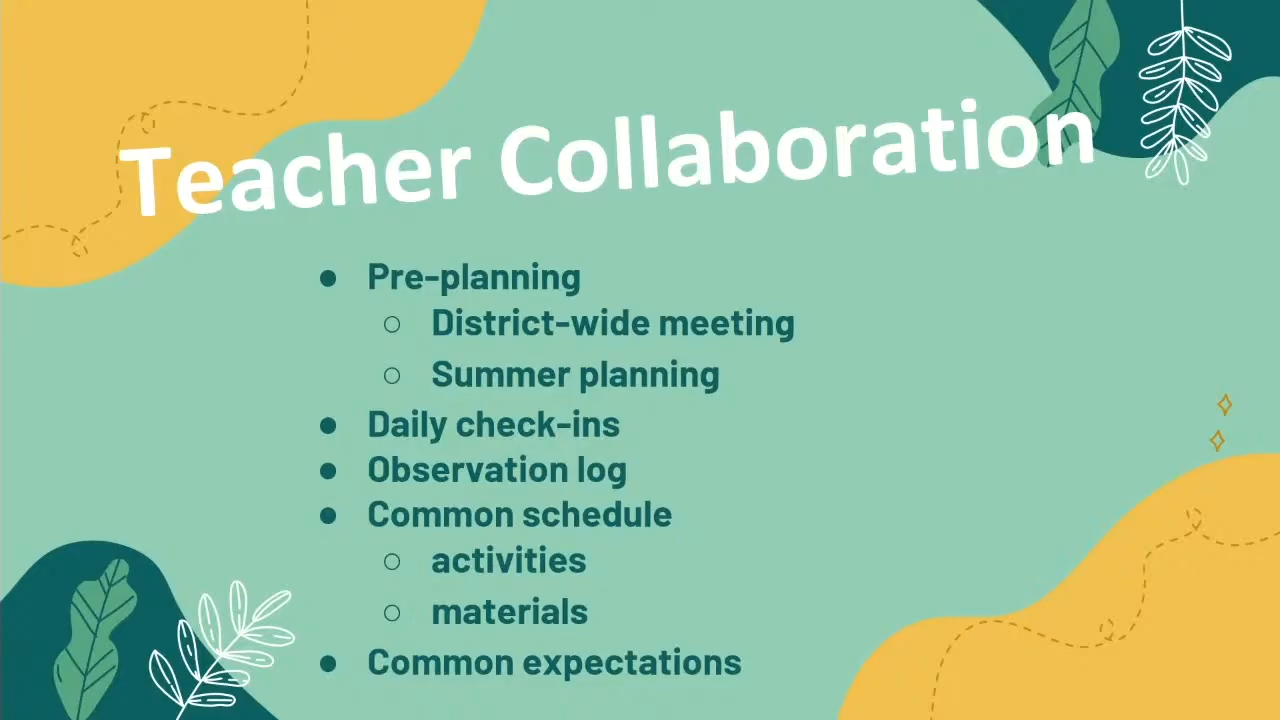 Teacher Collaboration
● Pre-planning
○ District-wide meeting
○ Summer planning
● Daily check-ins
● Observation log
● Common schedule
○ activities
○ materials
● Common expectations